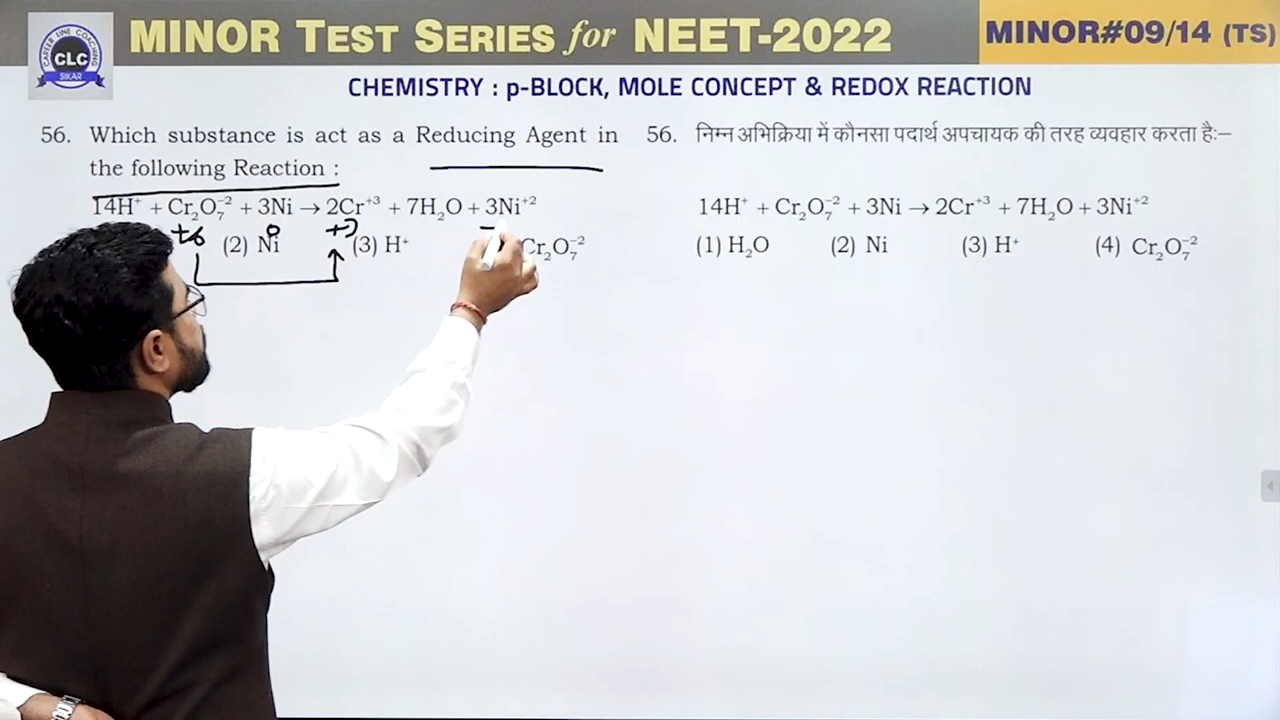 MINOR TEST SERIES for NEET-2022
MINOR#09/14 (TS)
CAREER LINE COACHING
CLC
SIKAR
CHEMISTRY : p-BLOCK, MOLE CONCEPT & REDOX REACTION
56. Which substance is act as a Reducing Agent in
the following Reaction :
14H⁺ + Cr₂O₇⁻² + 3Ni → 2Cr⁺³ + 7H₂O + 3Ni⁺²
+6 0 +3
(2) Ni (3) H⁺ Cr₂O₇⁻²
56. निम्न अभिक्रिया में कौनसा पदार्थ अपचायक की तरह व्यवहार करता है:–
14H⁺ + Cr₂O₇⁻² + 3Ni → 2Cr⁺³ + 7H₂O + 3Ni⁺²
(1) H₂O (2) Ni (3) H⁺ (4) Cr₂O₇⁻²